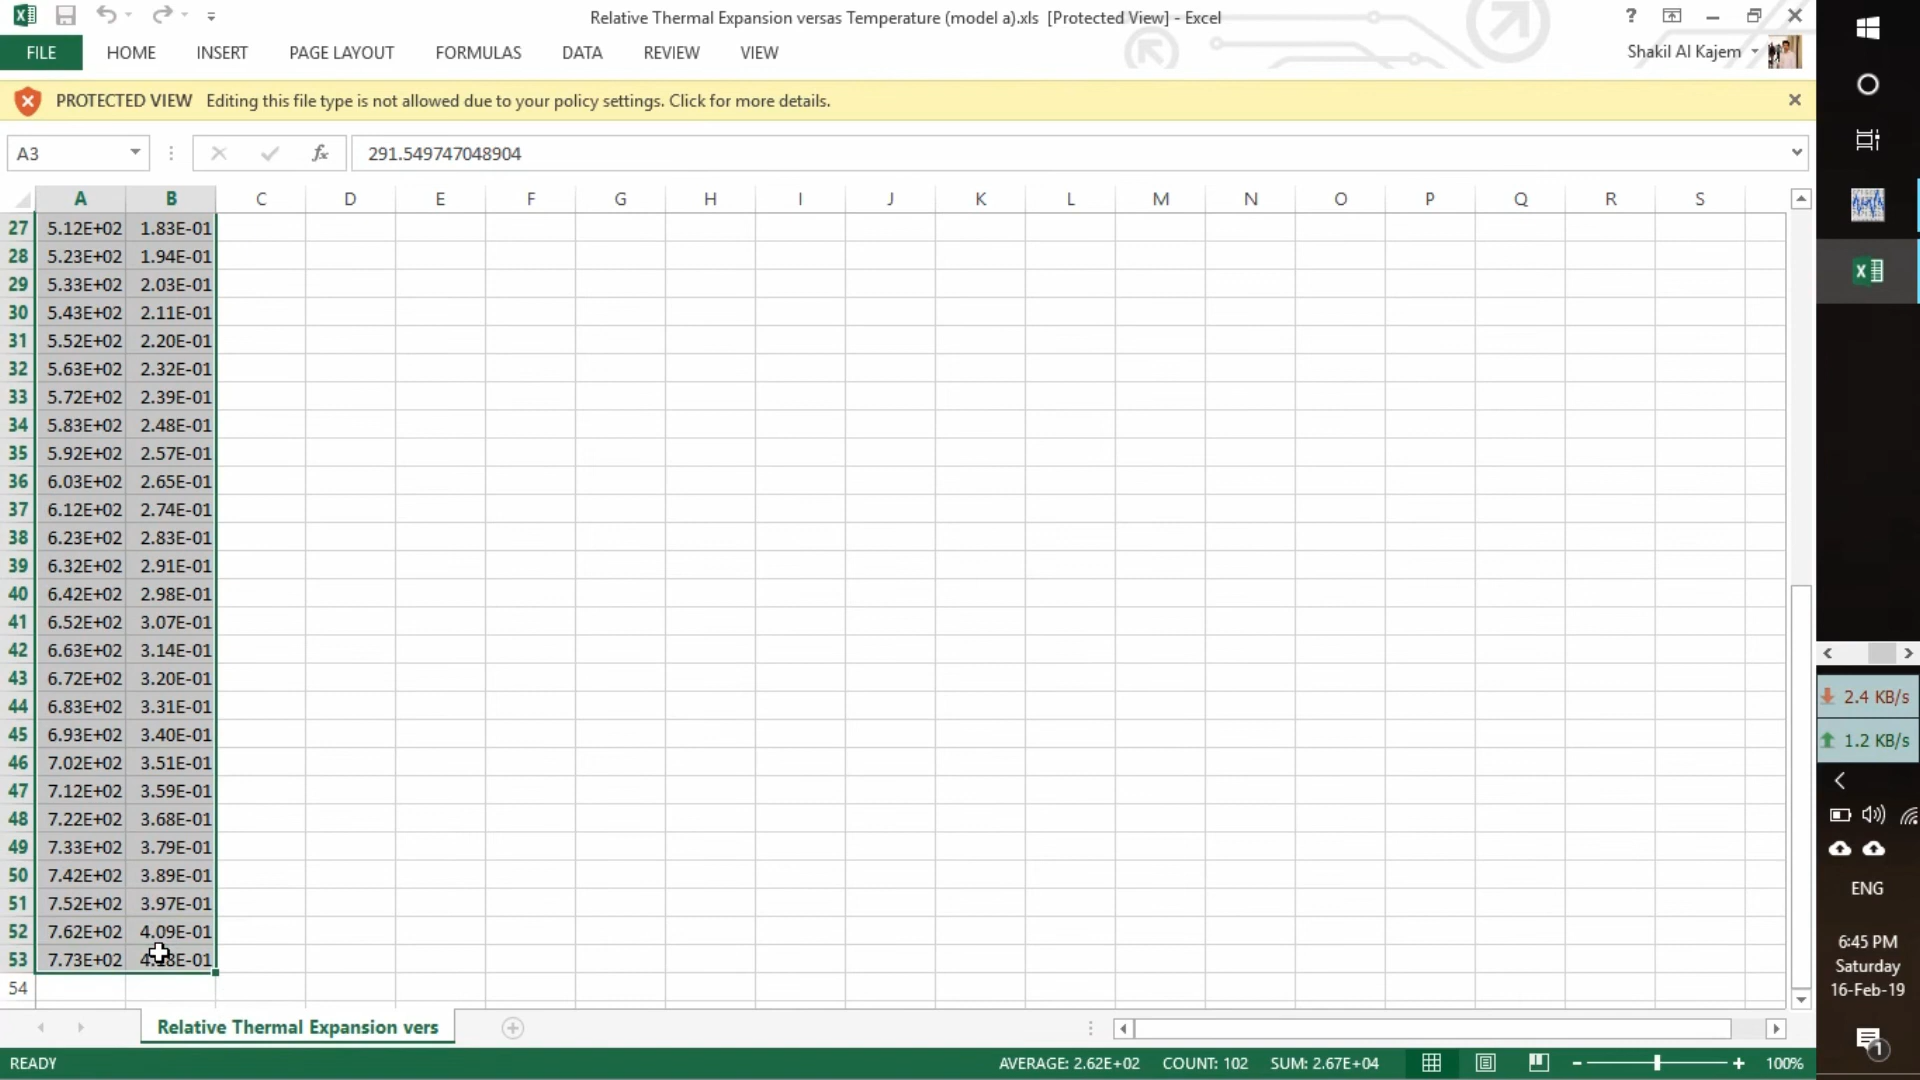 Relative Thermal Expansion versas Temperature (model a).xls [Protected View] - Excel
?
FILE HOME INSERT PAGE LAYOUT FORMULAS DATA REVIEW VIEW
Shakil Al Kajem
PROTECTED VIEW Editing this file type is not allowed due to your policy settings. Click for more details.
A3 fx 291.549747048904
A B C D E F G H I J K L M N O P Q R S
27 5.12E+02 1.83E-01
28 5.23E+02 1.94E-01
29 5.33E+02 2.03E-01
30 5.43E+02 2.11E-01
31 5.52E+02 2.20E-01
32 5.63E+02 2.32E-01
33 5.72E+02 2.39E-01
34 5.83E+02 2.48E-01
35 5.92E+02 2.57E-01
36 6.03E+02 2.65E-01
37 6.12E+02 2.74E-01
38 6.23E+02 2.83E-01
39 6.32E+02 2.91E-01
40 6.42E+02 2.98E-01
41 6.52E+02 3.07E-01
42 6.63E+02 3.14E-01
43 6.72E+02 3.20E-01
44 6.83E+02 3.31E-01
45 6.93E+02 3.40E-01
46 7.02E+02 3.51E-01
47 7.12E+02 3.59E-01
48 7.22E+02 3.68E-01
49 7.33E+02 3.79E-01
50 7.42E+02 3.89E-01
51 7.52E+02 3.97E-01
52 7.62E+02 4.09E-01
53 7.73E+02
54
Relative Thermal Expansion vers
READY AVERAGE: 2.62E+02 COUNT: 102 SUM: 2.67E+04 100%
2.4 KB/s
1.2 KB/s
ENG
6:45 PM
Saturday
16-Feb-19
1